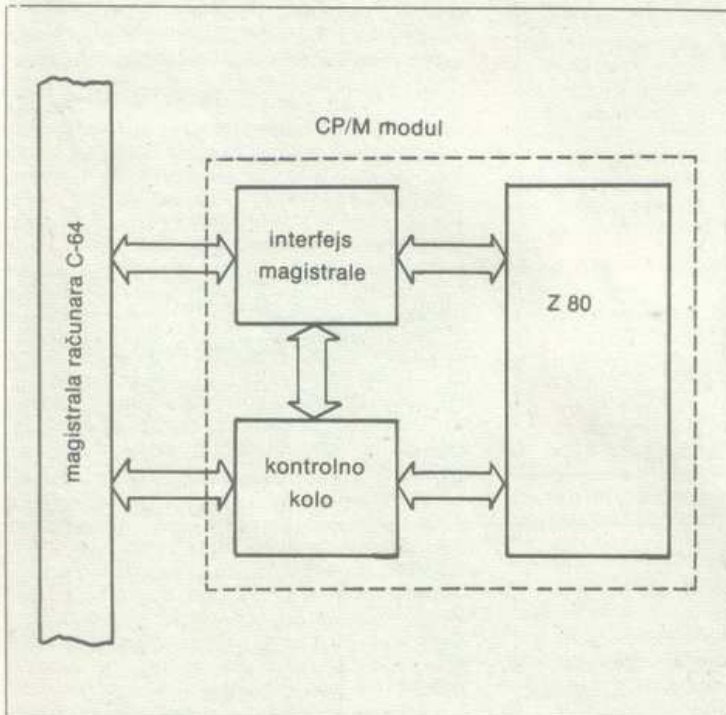 CP/M modul
magistrala računara C-64
interfejs
magistrale
Z 80
kontrolno
kolo